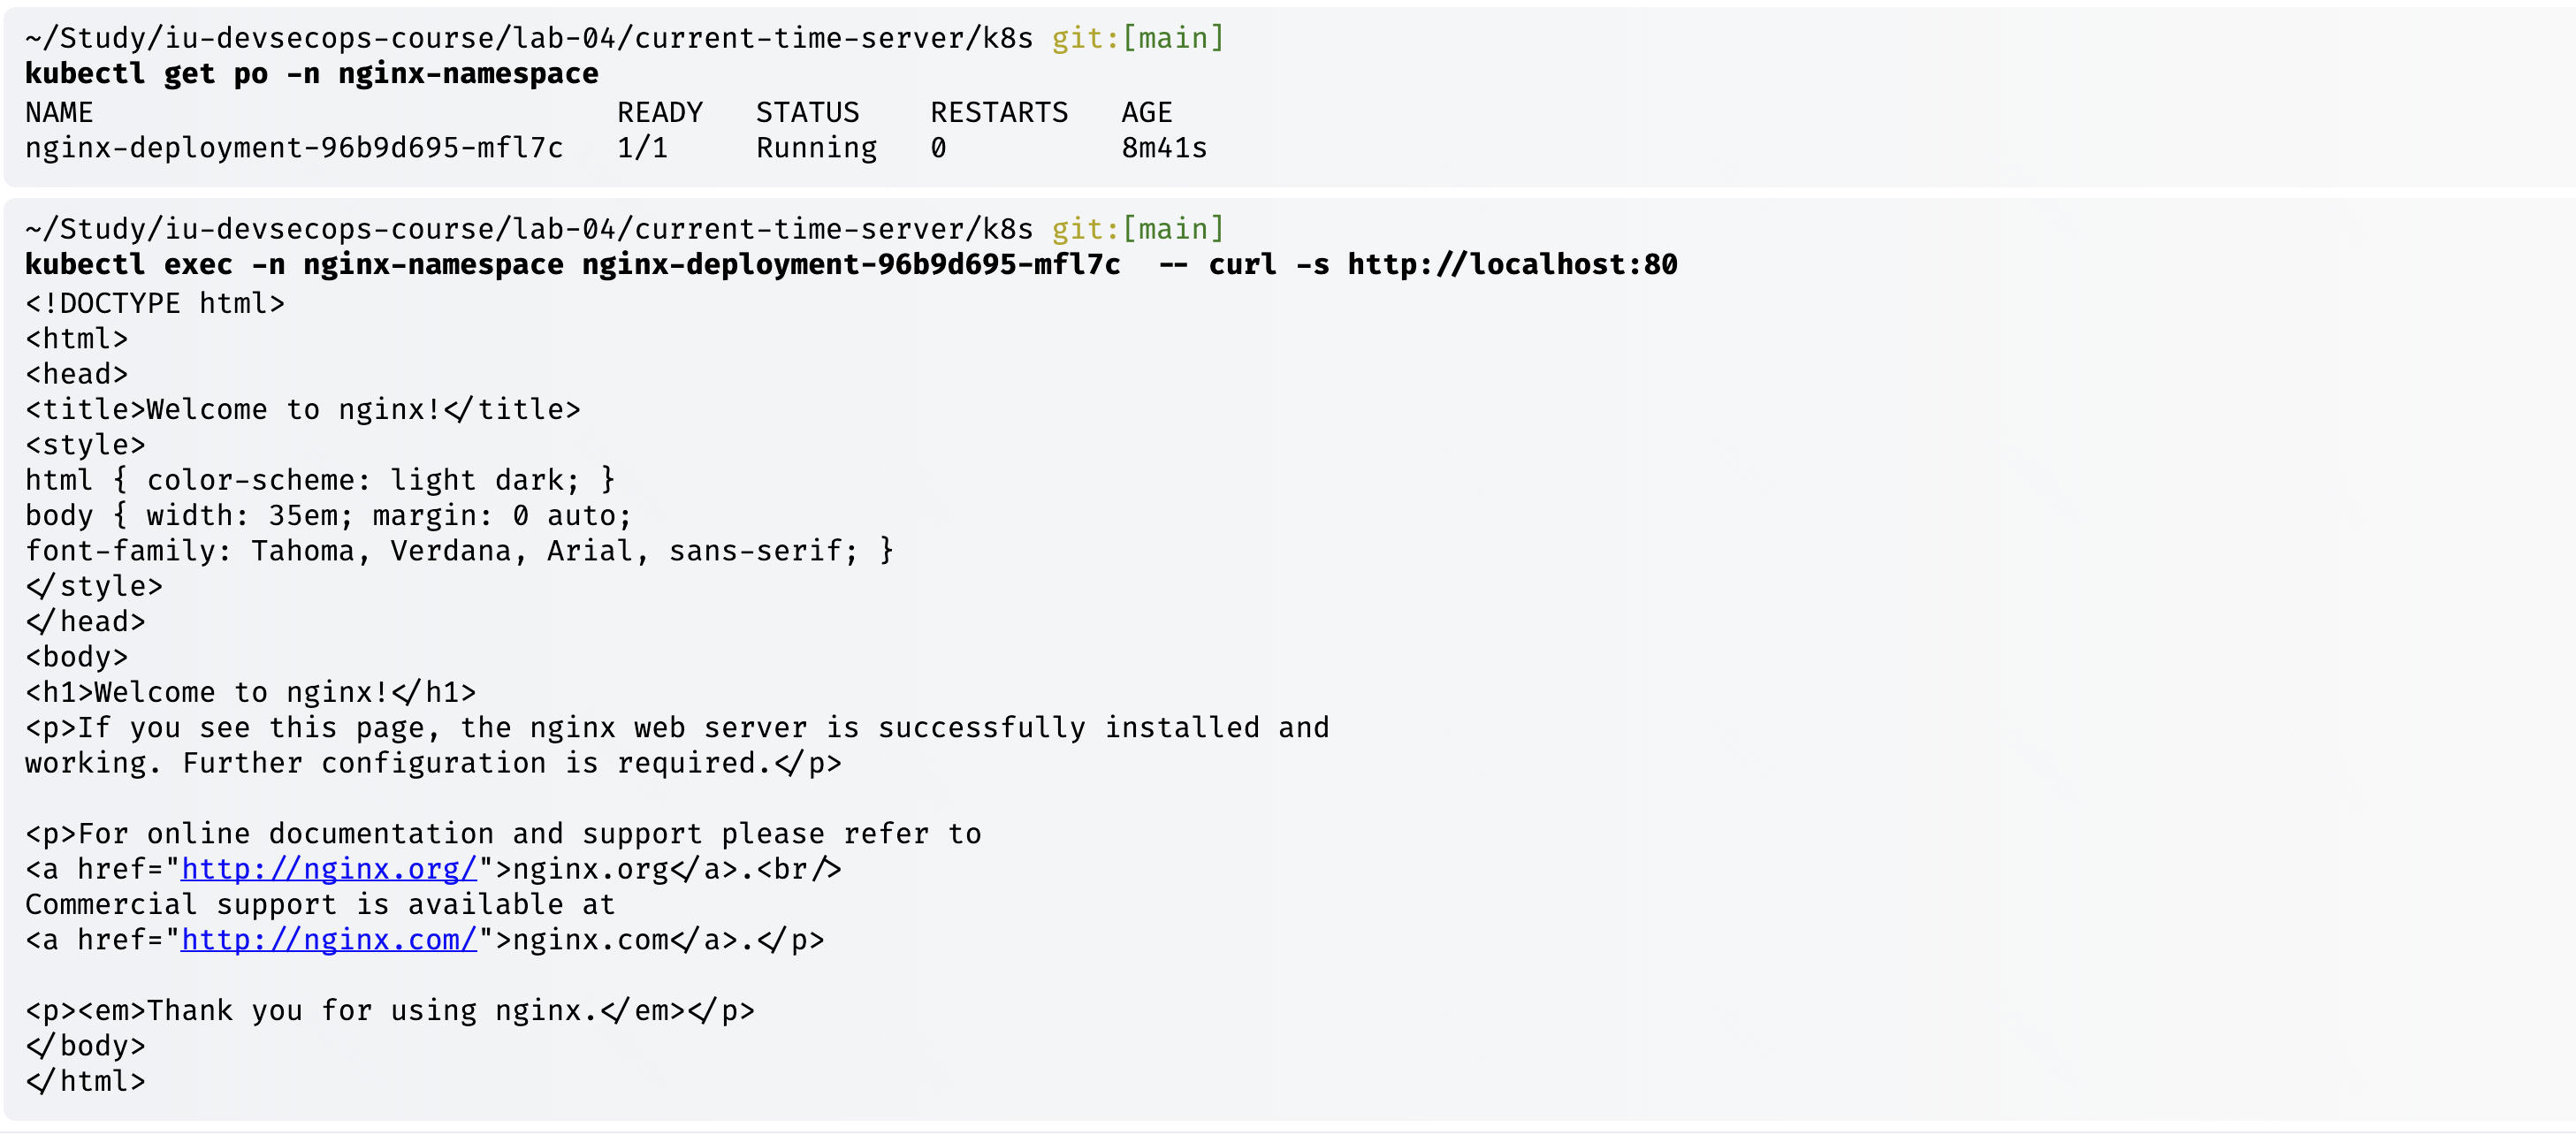 ~/Study/iu-devsecops-course/lab-04/current-time-server/k8s git:[main]
kubectl get po -n nginx-namespace
NAME                               READY   STATUS    RESTARTS   AGE
nginx-deployment-96b9d695-mfl7c   1/1     Running   0          8m41s
~/Study/iu-devsecops-course/lab-04/current-time-server/k8s git:[main]
kubectl exec -n nginx-namespace nginx-deployment-96b9d695-mfl7c  -- curl -s http://localhost:80
<!DOCTYPE html>
<html>
<head>
<title>Welcome to nginx!</title>
<style>
html { color-scheme: light dark; }
body { width: 35em; margin: 0 auto;
font-family: Tahoma, Verdana, Arial, sans-serif; }
</style>
</head>
<body>
<h1>Welcome to nginx!</h1>
<p>If you see this page, the nginx web server is successfully installed and
working. Further configuration is required.</p>

<p>For online documentation and support please refer to
<a href="http://nginx.org/">nginx.org</a>.<br/>
Commercial support is available at
<a href="http://nginx.com/">nginx.com</a>.</p>

<p><em>Thank you for using nginx.</em></p>
</body>
</html>